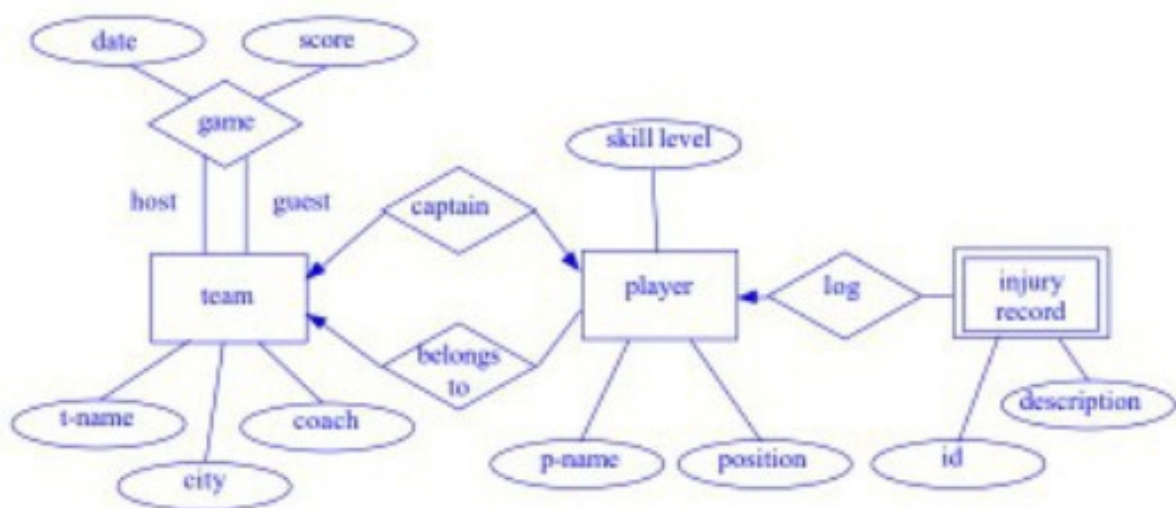 date
score
game
skill level
host
guest
captain
team
player
log
injury
record
belongs
to
t-name
coach
city
p-name
position
id
description